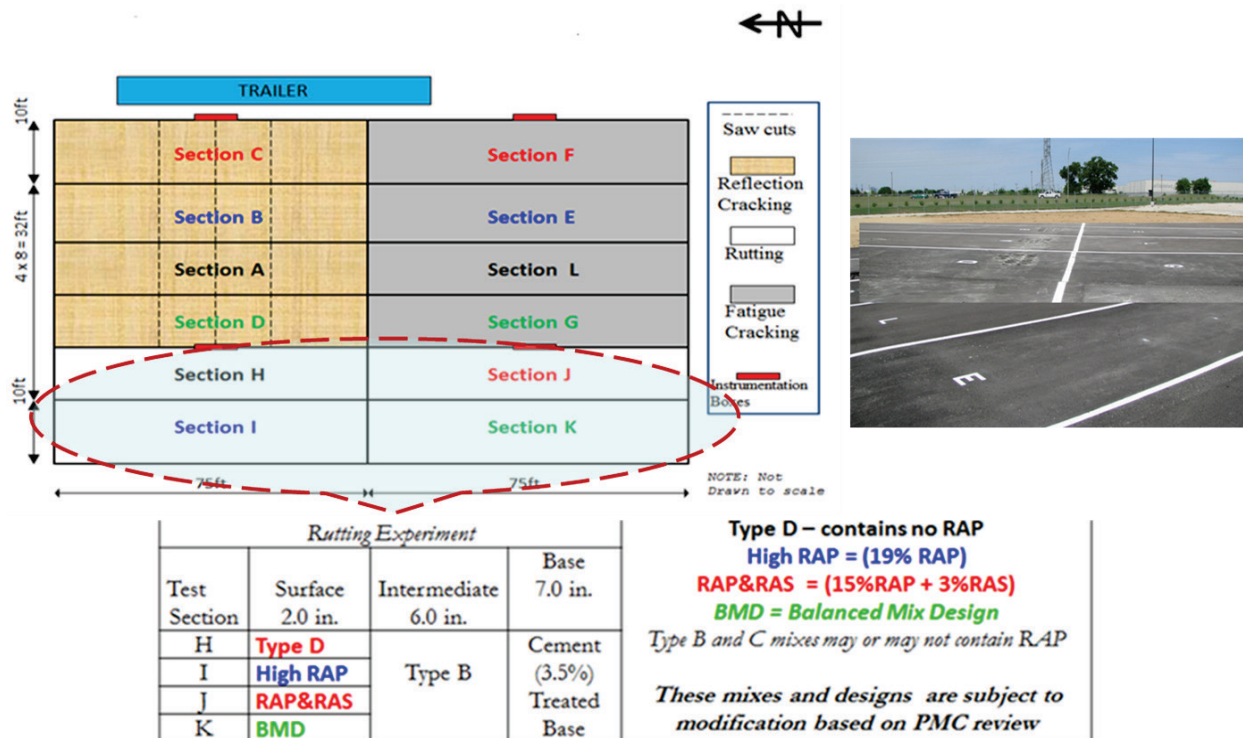 N
TRAILER
10ft
4 x 8 = 32ft
10ft
Section C
Section F
Section B
Section E
Section A
Section L
Section D
Section G
Section H
Section J
Section I
Section K
75ft
75ft
Saw cuts
Reflection
Cracking
Rutting
Fatigue
Cracking
Instrumentation
Boxes
NOTE: Not
Drawn to scale
L
E
Rutting Experiment
Test
Section
Surface
2.0 in.
Intermediate
6.0 in.
Base
7.0 in.
H Type D
I High RAP
J RAP&RAS
K BMD
Type B
Cement
(3.5%)
Treated
Base
Type D – contains no RAP
High RAP = (19% RAP)
RAP&RAS = (15%RAP + 3%RAS)
BMD = Balanced Mix Design
Type B and C mixes may or may not contain RAP
These mixes and designs are subject to
modification based on PMC review